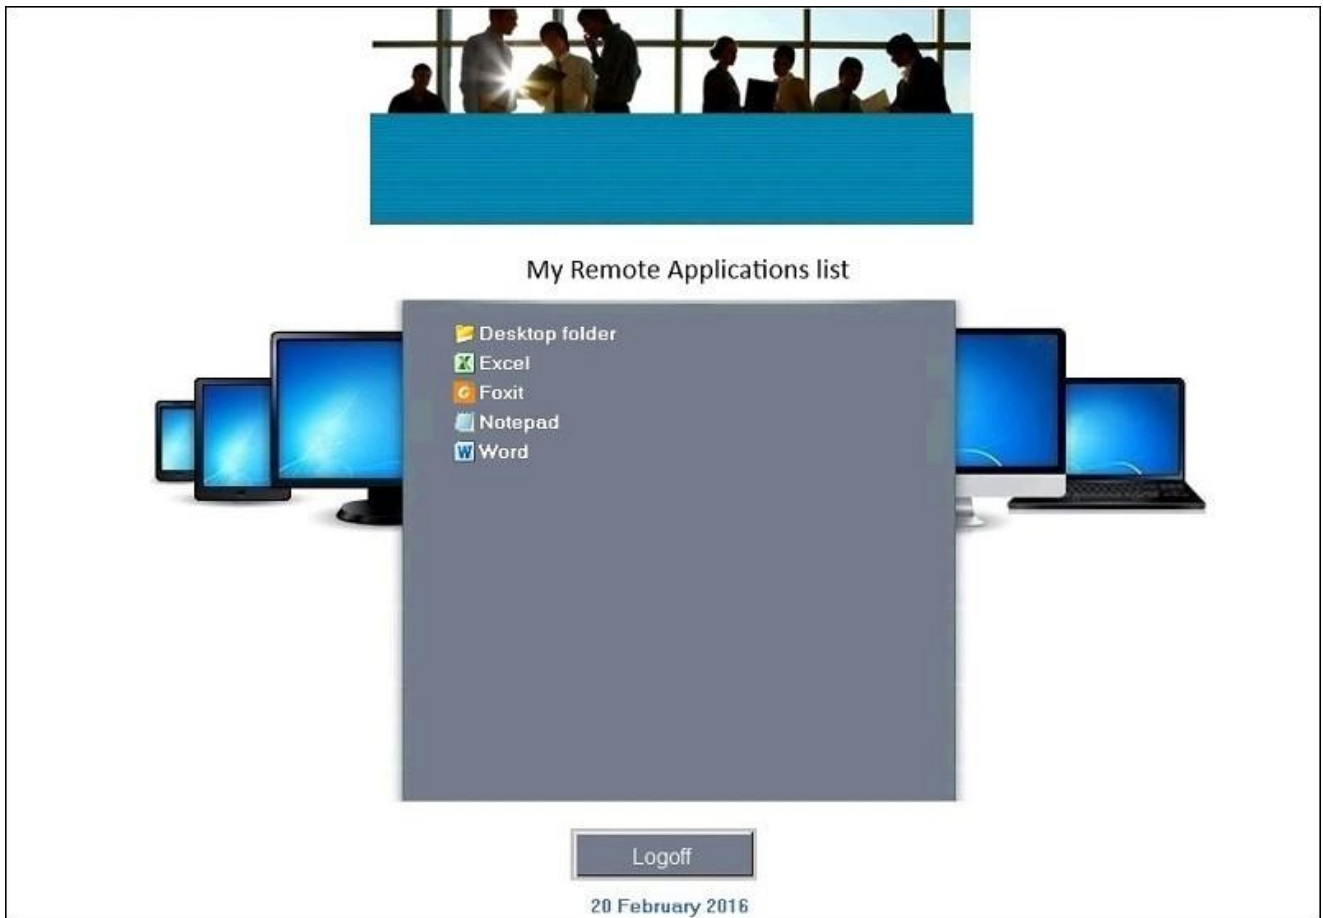 My Remote Applications list
Desktop folder
Excel
Foxit
Notepad
Word
Logoff
20 February 2016